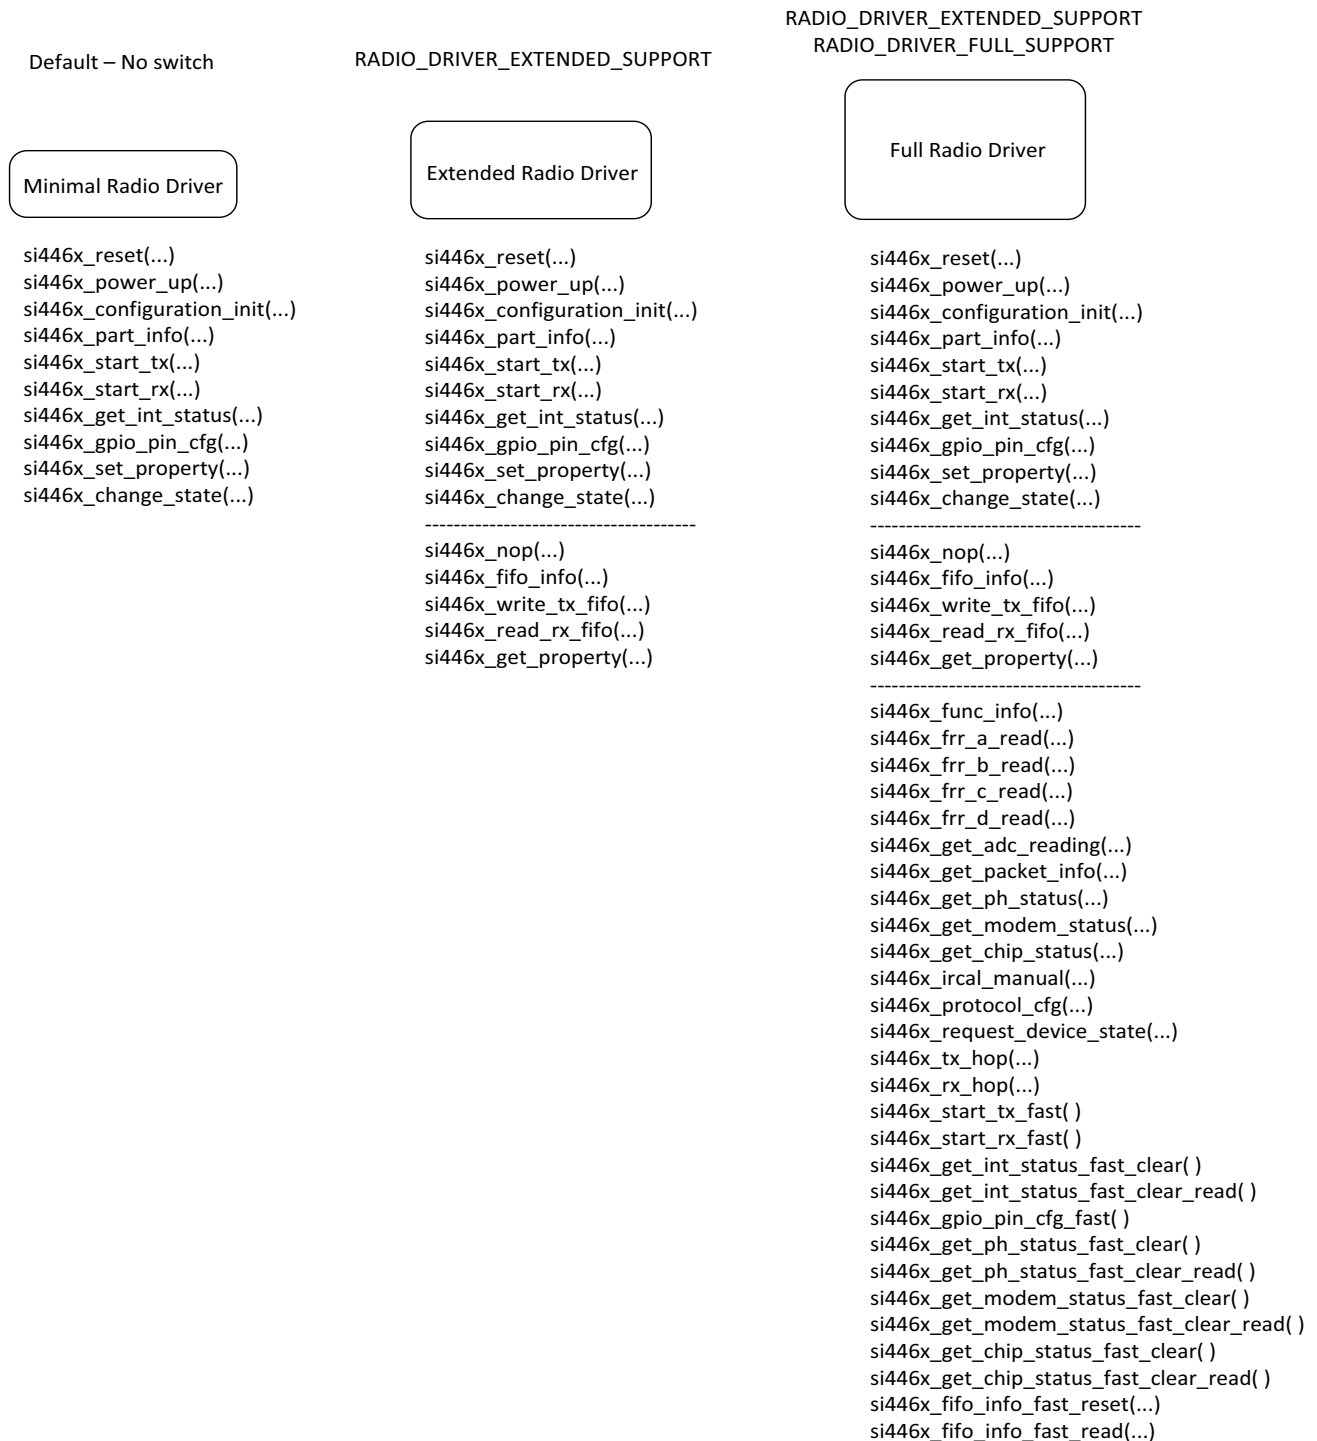 Default – No switch
Minimal Radio Driver
si446x_reset(...)
si446x_power_up(...)
si446x_configuration_init(...)
si446x_part_info(...)
si446x_start_tx(...)
si446x_start_rx(...)
si446x_get_int_status(...)
si446x_gpio_pin_cfg(...)
si446x_set_property(...)
si446x_change_state(...)
RADIO_DRIVER_EXTENDED_SUPPORT
Extended Radio Driver
si446x_reset(...)
si446x_power_up(...)
si446x_configuration_init(...)
si446x_part_info(...)
si446x_start_tx(...)
si446x_start_rx(...)
si446x_get_int_status(...)
si446x_gpio_pin_cfg(...)
si446x_set_property(...)
si446x_change_state(...)
--------------------------------------
si446x_nop(...)
si446x_fifo_info(...)
si446x_write_tx_fifo(...)
si446x_read_rx_fifo(...)
si446x_get_property(...)
RADIO_DRIVER_EXTENDED_SUPPORT
RADIO_DRIVER_FULL_SUPPORT
Full Radio Driver
si446x_reset(...)
si446x_power_up(...)
si446x_configuration_init(...)
si446x_part_info(...)
si446x_start_tx(...)
si446x_start_rx(...)
si446x_get_int_status(...)
si446x_gpio_pin_cfg(...)
si446x_set_property(...)
si446x_change_state(...)
--------------------------------------
si446x_nop(...)
si446x_fifo_info(...)
si446x_write_tx_fifo(...)
si446x_read_rx_fifo(...)
si446x_get_property(...)
--------------------------------------
si446x_func_info(...)
si446x_frr_a_read(...)
si446x_frr_b_read(...)
si446x_frr_c_read(...)
si446x_frr_d_read(...)
si446x_get_adc_reading(...)
si446x_get_packet_info(...)
si446x_get_ph_status(...)
si446x_get_modem_status(...)
si446x_get_chip_status(...)
si446x_ircal_manual(...)
si446x_protocol_cfg(...)
si446x_request_device_state(...)
si446x_tx_hop(...)
si446x_rx_hop(...)
si446x_start_tx_fast( )
si446x_start_rx_fast( )
si446x_get_int_status_fast_clear( )
si446x_get_int_status_fast_clear_read( )
si446x_gpio_pin_cfg_fast( )
si446x_get_ph_status_fast_clear( )
si446x_get_ph_status_fast_clear_read( )
si446x_get_modem_status_fast_clear( )
si446x_get_modem_status_fast_clear_read( )
si446x_get_chip_status_fast_clear( )
si446x_get_chip_status_fast_clear_read( )
si446x_fifo_info_fast_reset(...)
si446x_fifo_info_fast_read(...)